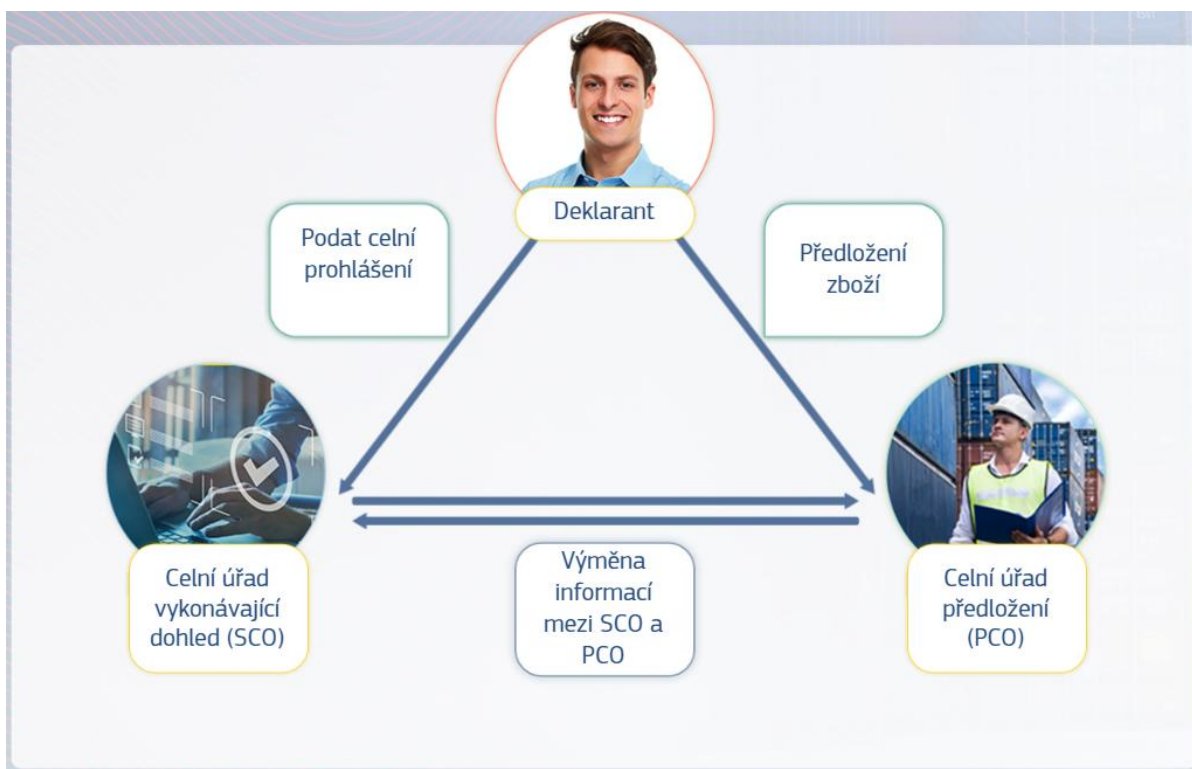 Deklarant
Podat celní
prohlášení
Předložení
zboží
Celní úřad
vykonávající
dohled (SCO)
Výměna
informací
mezi SCO a
PCO
Celní úřad
předložení
(PCO)